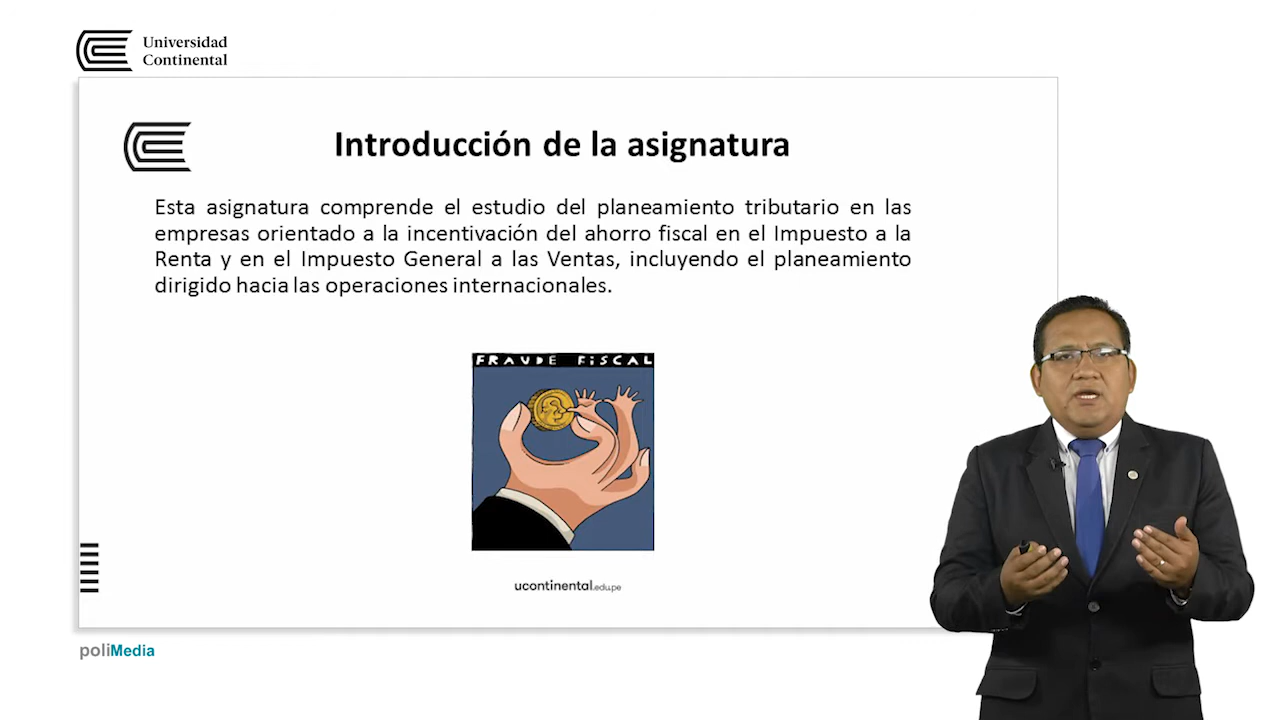 Universidad
Continental
Introducción de la asignatura
Esta asignatura comprende el estudio del planeamiento tributario en las
empresas orientado a la incentivación del ahorro fiscal en el Impuesto a la
Renta y en el Impuesto General a las Ventas, incluyendo el planeamiento
dirigido hacia las operaciones internacionales.
FRAUDE FiSCAL
ucontinental.edu.pe
poliMedia